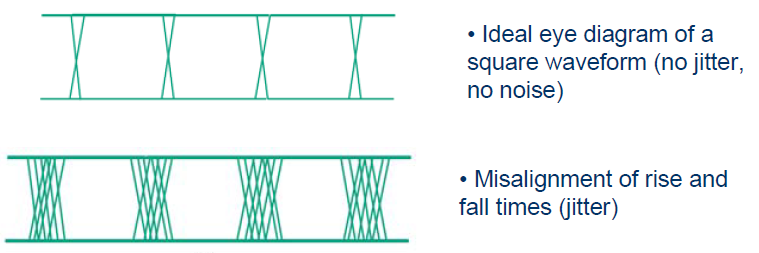 • Ideal eye diagram of a
square waveform (no jitter,
no noise)
• Misalignment of rise and
fall times (jitter)